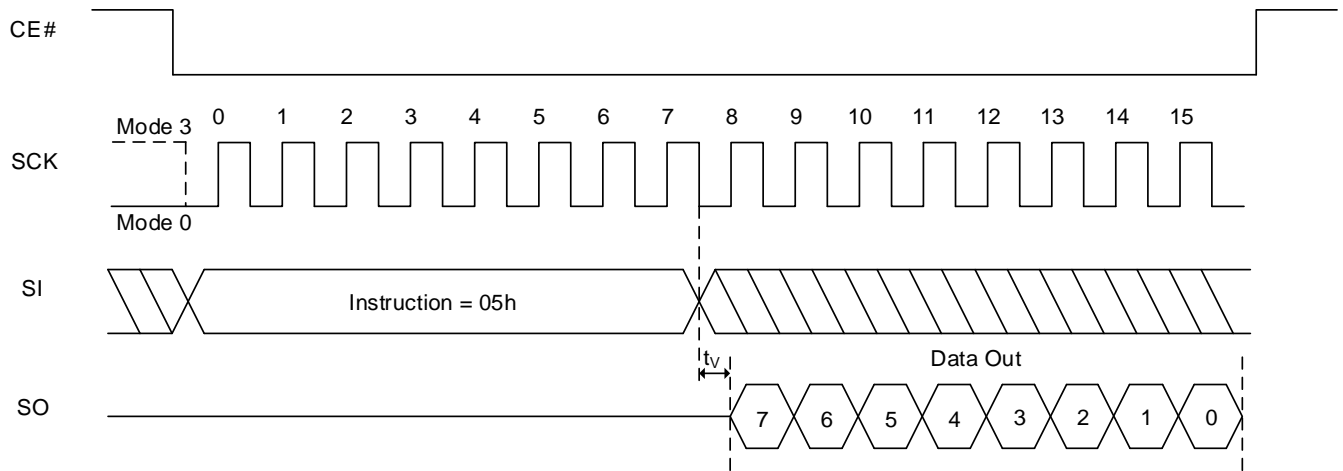 CE#
Mode 3
0 1 2 3 4 5 6 7 8 9 10 11 12 13 14 15
SCK
Mode 0
SI
Instruction = 05h
tV
Data Out
SO
7 6 5 4 3 2 1 0